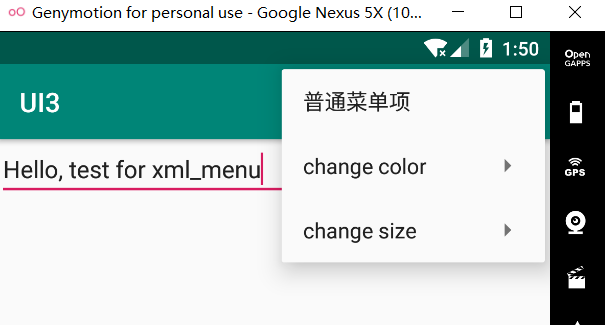 Genymotion for personal use - Google Nexus 5X (10...
1:50
Open
GAPPS
UI3
普通菜单项
Hello, test for xml_menu
change color
GPS
change size